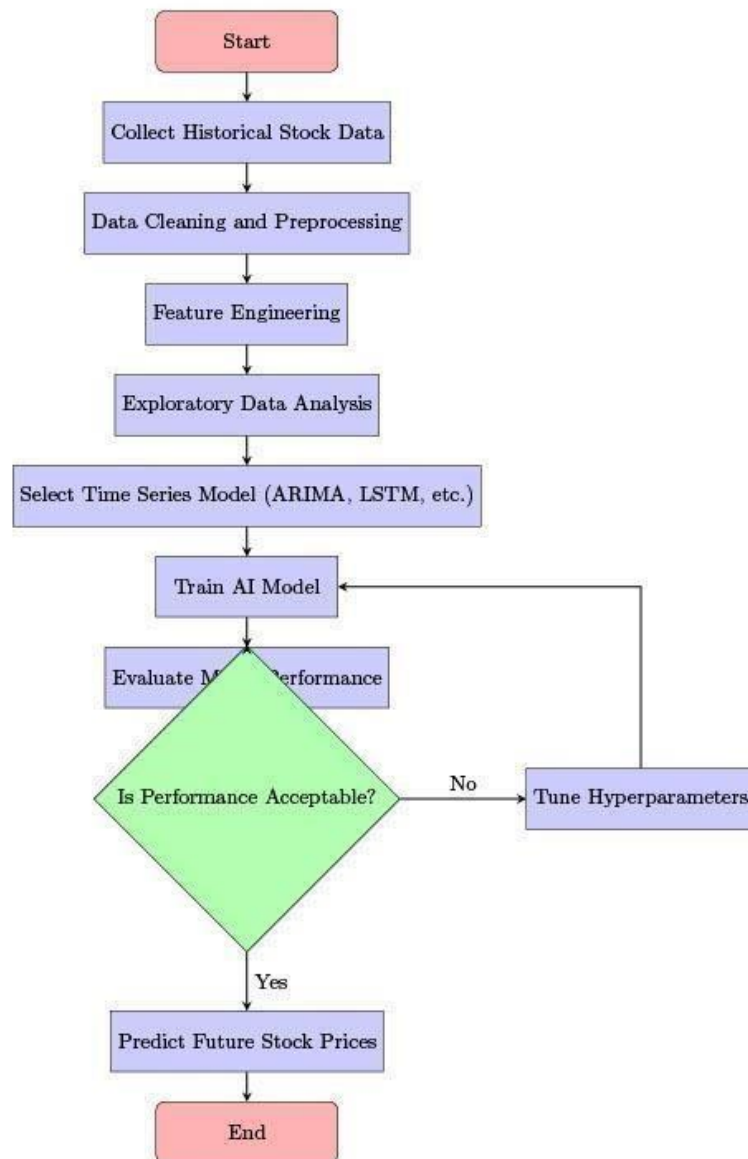 Start
Collect Historical Stock Data
Data Cleaning and Preprocessing
Feature Engineering
Exploratory Data Analysis
Select Time Series Model (ARIMA, LSTM, etc.)
Train AI Model
Evaluate Performance
Is Performance Acceptable?
No
Tune Hyperparameters
Yes
Predict Future Stock Prices
End